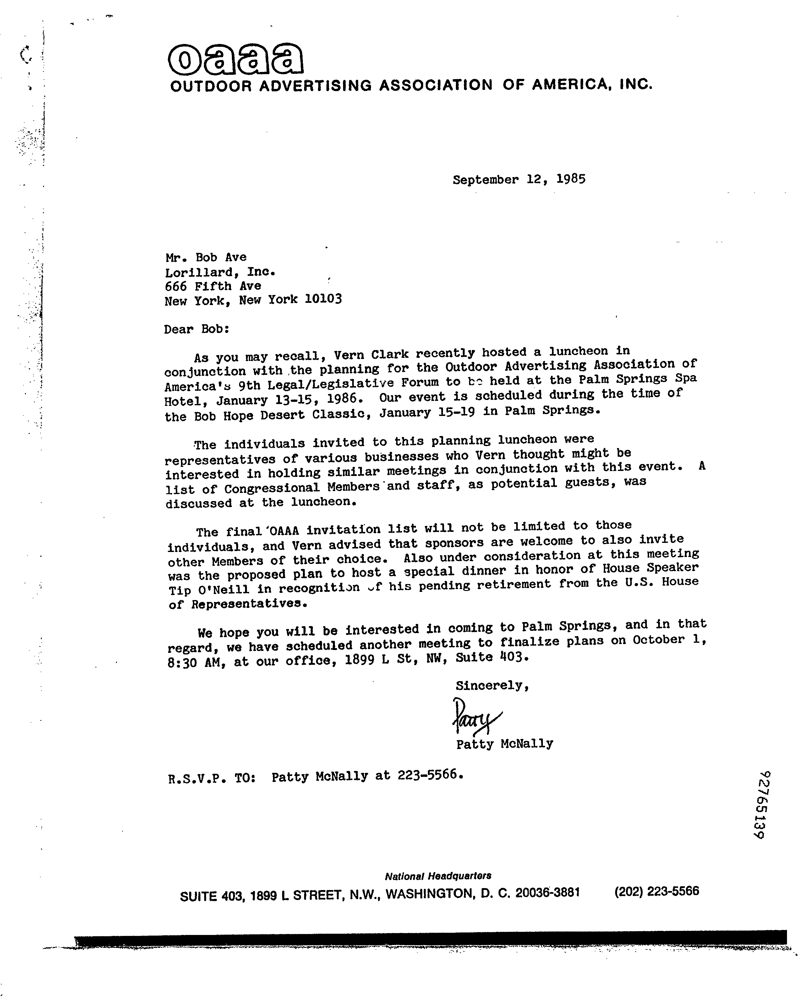 oaaa
OUTDOOR ADVERTISING ASSOCIATION OF AMERICA, INC.
September 12, 1985
Mr. Bob Ave
Lorillard, Inc.
666 Fifth Ave
New York, New York 10103
Dear Bob:
As you may recall, Vern Clark recently hosted a luncheon in
conjunction with the planning for the Outdoor Advertising Association of
America's 9th Legal/Legislative Forum to be held at the Palm Springs Spa
Hotel, January 13-15, 1986. Our event is scheduled during the time of
the Bob Hope Desert Classic, January 15-19 in Palm Springs.
The individuals invited to this planning luncheon were
representatives of various businesses who Vern thought might be
interested in holding similar meetings in conjunction with this event. A
list of Congressional Members and staff, as potential guests, was
discussed at the luncheon.
The final OAAA invitation list will not be limited to those
individuals, and Vern advised that sponsors are welcome to also invite
other Members of their choice. Also under consideration at this meeting
was the proposed plan to host a special dinner in honor of House Speaker
Tip O'Neill in recognition of his pending retirement from the U.S. House
of Representatives.
We hope you will be interested in coming to Palm Springs, and in that
regard, we have scheduled another meeting to finalize plans on October 1,
8:30 AM, at our office, 1899 L St, NW, Suite 403.
Sincerely,
Patty
Patty McNally
R.S.V.P. TO: Patty McNally at 223-5566.
92765139
National Headquarters
SUITE 403, 1899 L STREET, N.W., WASHINGTON, D. C. 20036-3881 (202) 223-5566